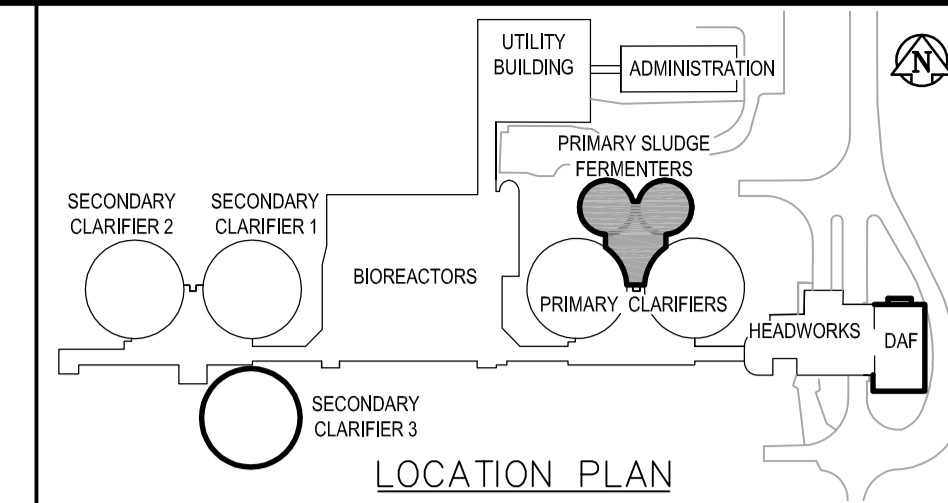 UTILITY
BUILDING
ADMINISTRATION
N
PRIMARY SLUDGE
FERMENTERS
SECONDARY
CLARIFIER 2
SECONDARY
CLARIFIER 1
BIOREACTORS
PRIMARY CLARIFIERS
HEADWORKS
DAF
SECONDARY
CLARIFIER 3
LOCATION PLAN